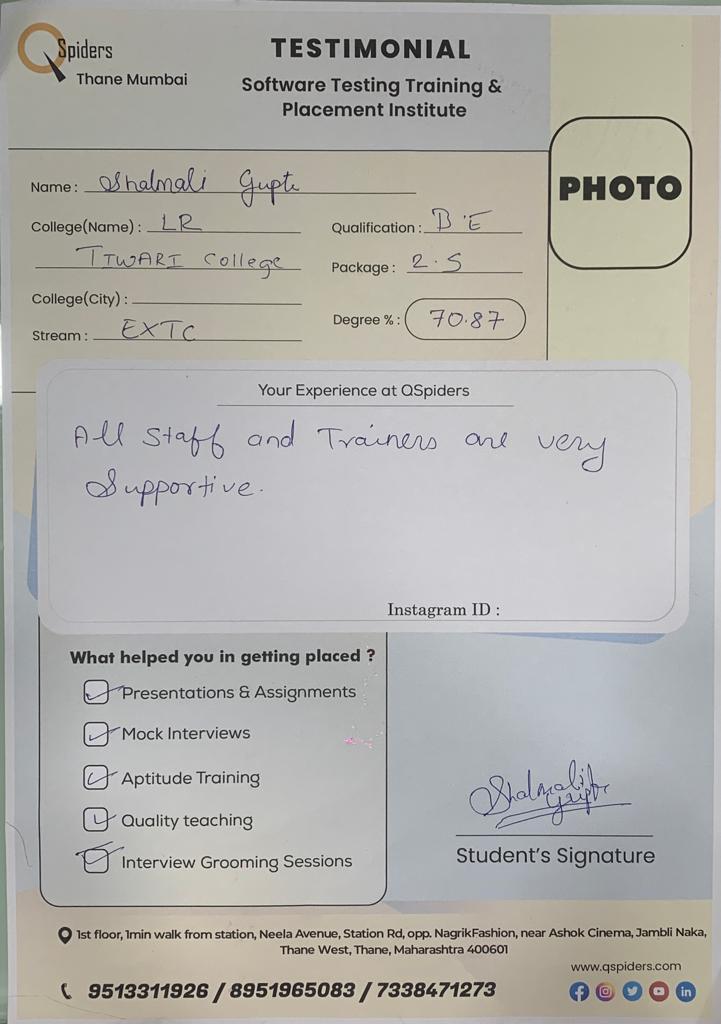 QSpiders
Thane Mumbai
TESTIMONIAL
Software Testing Training &
Placement Institute
PHOTO
Name : Shalmali Gupte
College(Name) : LR
TIWARI College
College(City) :
Stream : EXTC
Qualification : B.E
Package : 2.5
Degree % : 70.87
Your Experience at QSpiders
All Staff and Trainers are very
Supportive.
Instagram ID :
What helped you in getting placed ?
Presentations & Assignments
Mock Interviews
Aptitude Training
Quality teaching
Interview Grooming Sessions
Shalmali
Gupte
Student's Signature
1st floor, 1min walk from station, Neela Avenue, Station Rd, opp. NagrikFashion, near Ashok Cinema, Jambli Naka,
Thane West, Thane, Maharashtra 400601
www.qspiders.com
9513311926 / 8951965083 / 7338471273